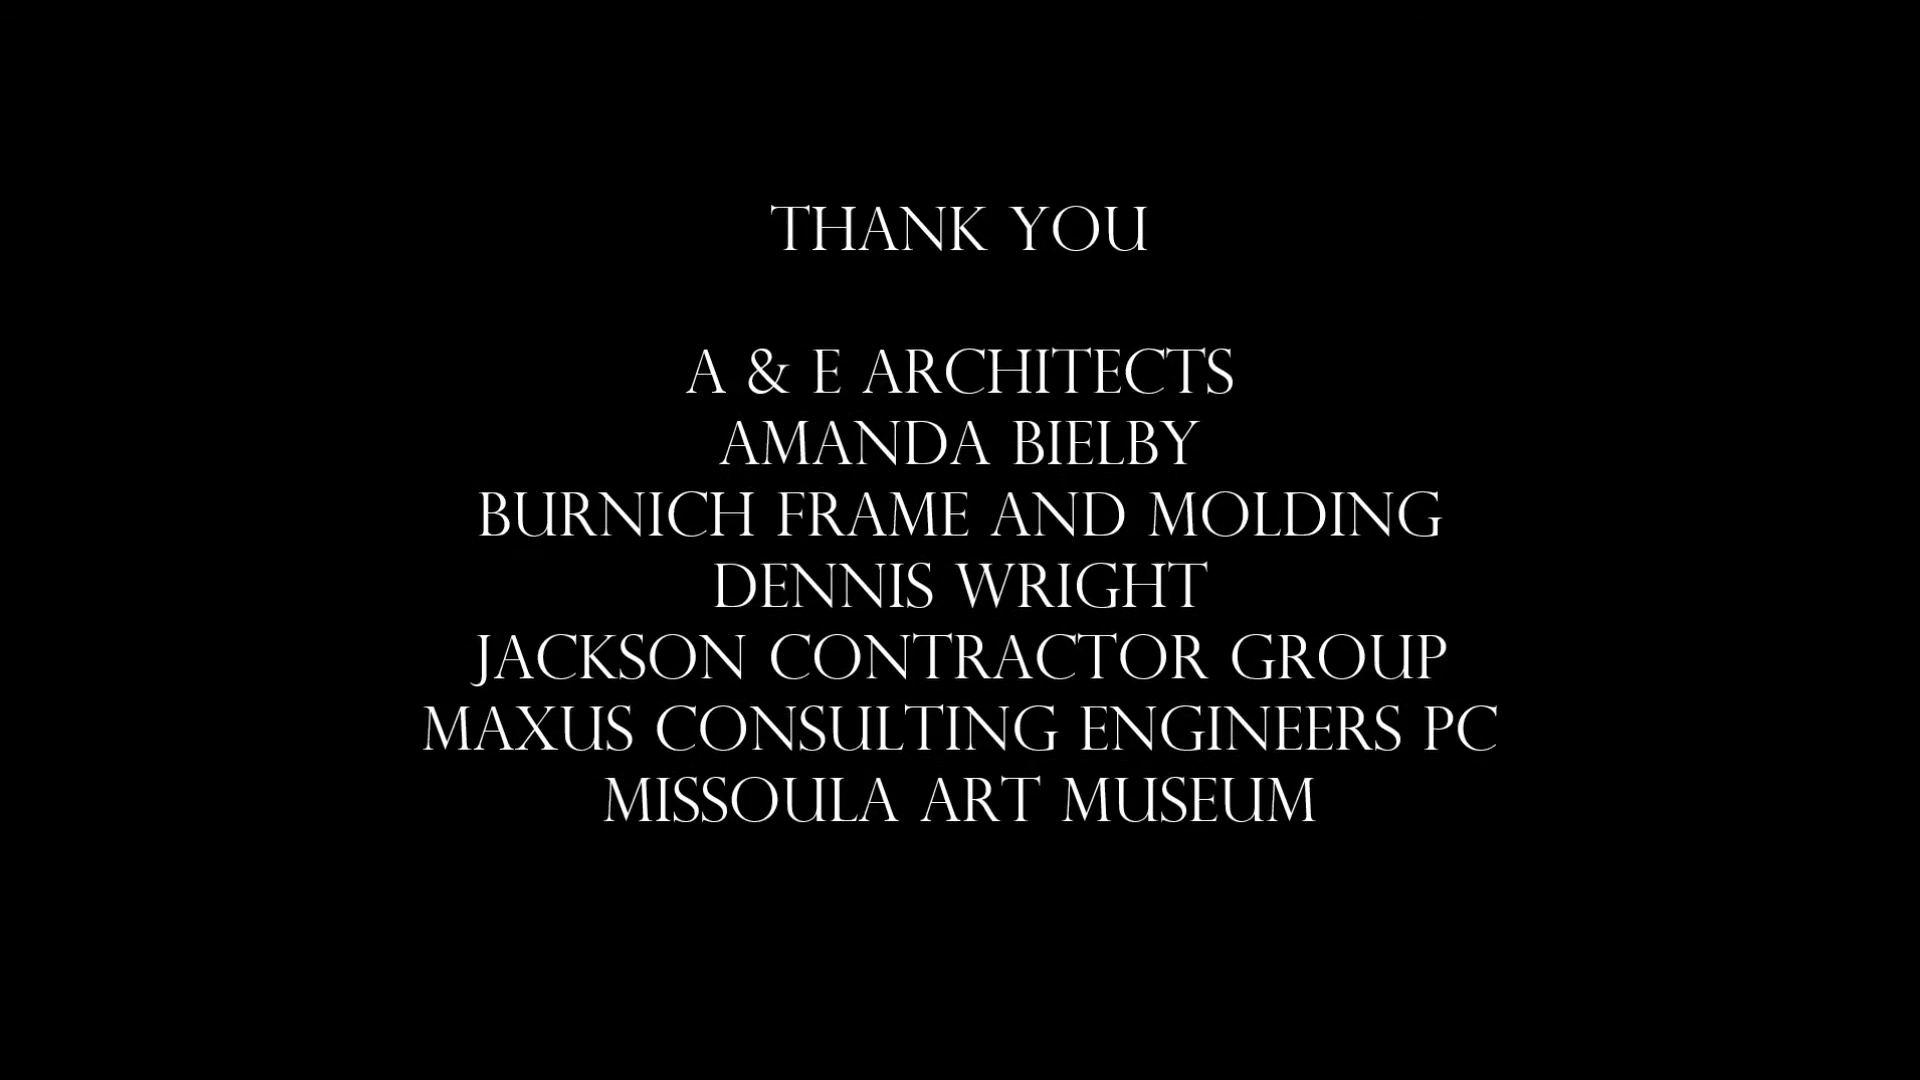 THANK YOU
A & E ARCHITECTS
AMANDA BIELBY
BURNICH FRAME AND MOLDING
DENNIS WRIGHT
JACKSON CONTRACTOR GROUP
MAXUS CONSULTING ENGINEERS PC
MISSOULA ART MUSEUM